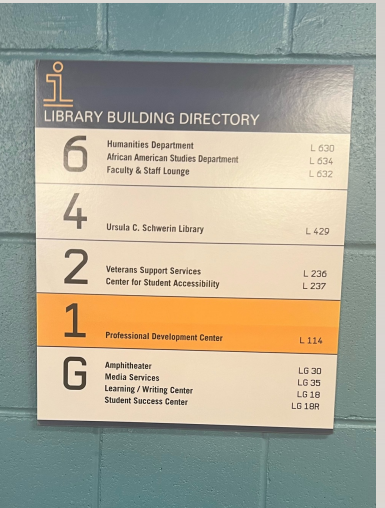 i
LIBRARY BUILDING DIRECTORY
6
Humanities Department L 630
African American Studies Department L 634
Faculty & Staff Lounge L 632
4
Ursula C. Schwerin Library L 429
2
Veterans Support Services L 236
Center for Student Accessibility L 237
1
Professional Development Center L 114
G
Amphitheater LG 30
Media Services LG 35
Learning / Writing Center LG 18
Student Success Center LG 18R